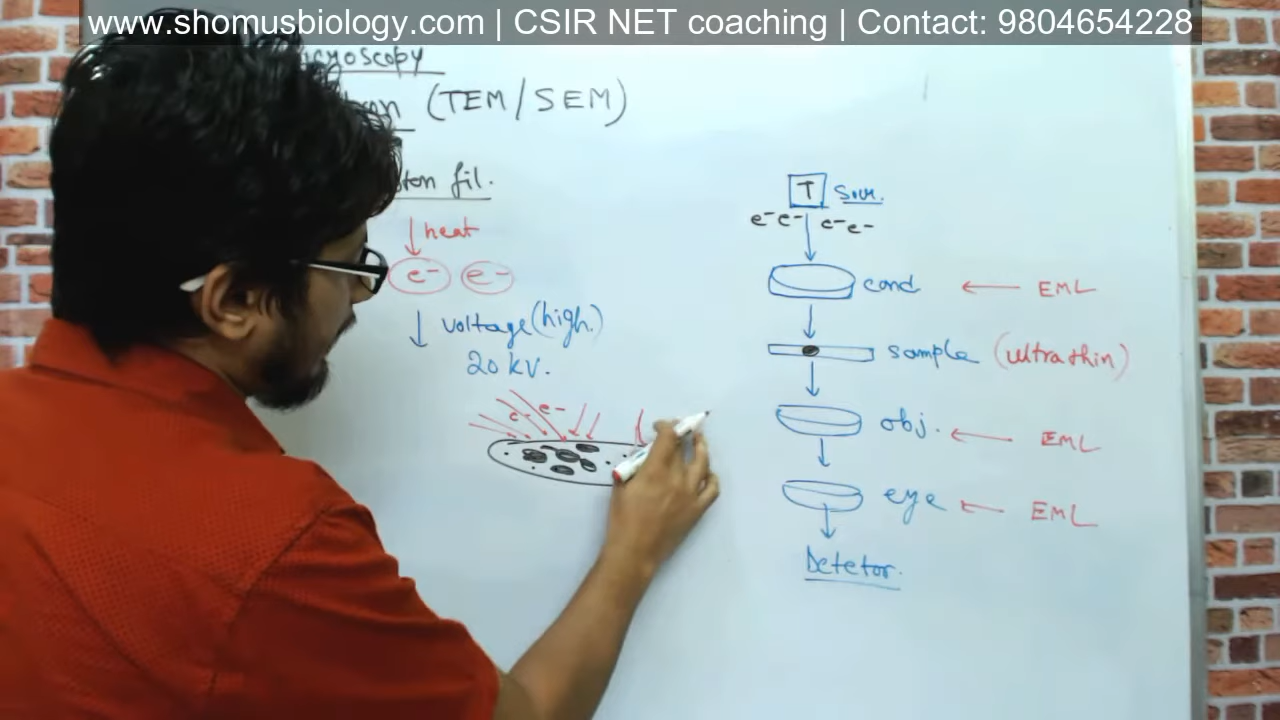 www.shomusbiology.com | CSIR NET coaching | Contact: 9804654228
(TEM/SEM)
fil.
heat
e- e-
voltage (high.)
20 kv.
e- e-
T Sour.
e- e- e- e-
cond ← EML
sample (ultrathin)
obj. ← EML
eye ← EML
Detetor.